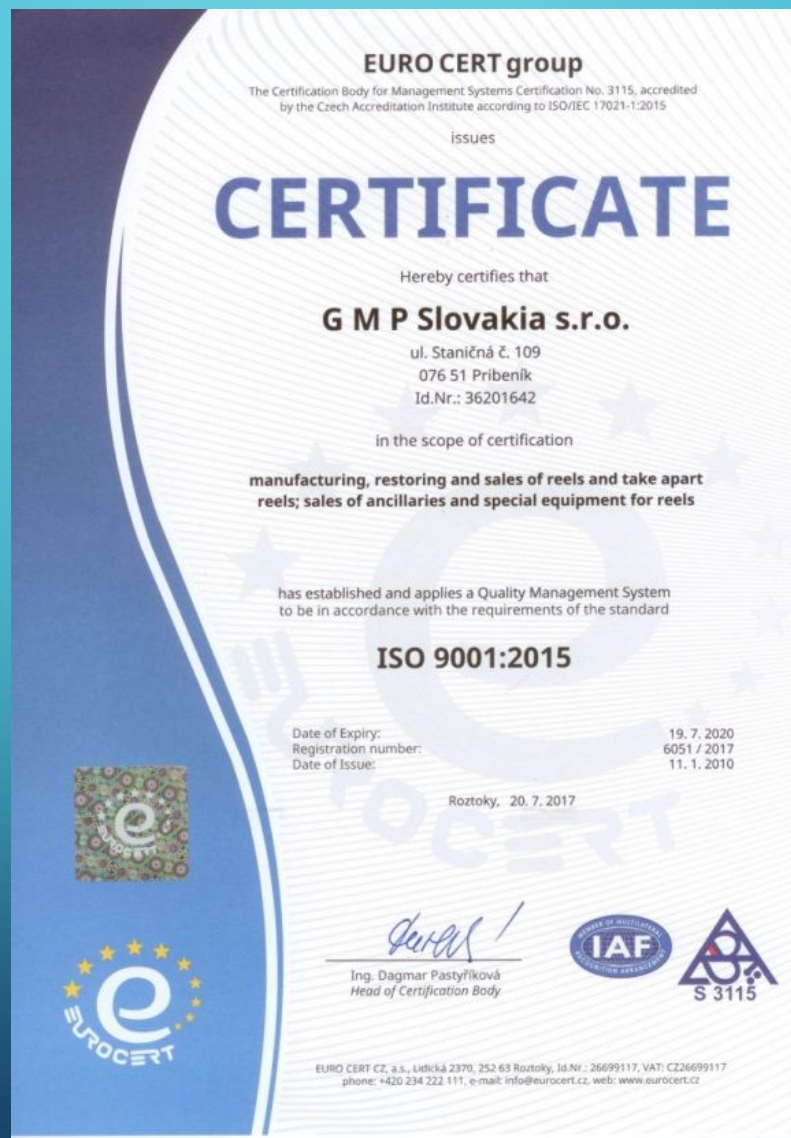 EURO CERT group
The Certification Body for Management Systems Certification No. 3115, accredited
by the Czech Accreditation Institute according to ISO/IEC 17021-1:2015
issues
CERTIFICATE
Hereby certifies that
G M P Slovakia s.r.o.
ul. Staničná č. 109
076 51 Pribeník
Id.Nr.: 36201642
in the scope of certification
manufacturing, restoring and sales of reels and take apart
reels; sales of ancillaries and special equipment for reels
has established and applies a Quality Management System
to be in accordance with the requirements of the standard
ISO 9001:2015
Date of Expiry: 19. 7. 2020
Registration number: 6051 / 2017
Date of Issue: 11. 1. 2010
Roztoky, 20. 7. 2017
Ing. Dagmar Pastyříková
Head of Certification Body
MEMBER OF MULTILATERAL
IAF
RECOGNITION ARRANGEMENT
S 3115
e
EUROCERT
e
EUROCERT
e
EUROCERT
EURO CERT CZ, a.s., Lidická 2370, 252 63 Roztoky, Id.Nr.: 26699117, VAT: CZ26699117
phone: +420 234 222 111, e-mail: info@eurocert.cz, web: www.eurocert.cz